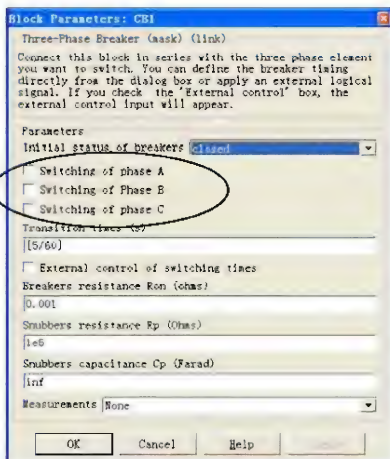 Block Parameters: CB1
Three-Phase Breaker (mask) (link)
Connect this block in series with the three phase element
you want to switch. You can define the breaker timing
directly from the dialog box or apply an external logical
signal. If you check the 'External control' box, the
external control input will appear.
Parameters
Initial status of breakers closed
Switching of phase A
Switching of Phase B
Switching of phase C
Transition times (s)
[5/60]
External control of switching times
Breakers resistance Ron (ohms)
0.001
Snubbers resistance Rp (Ohms)
1e6
Snubbers capacitance Cp (Farad)
inf
Measurements None
OK Cancel Help